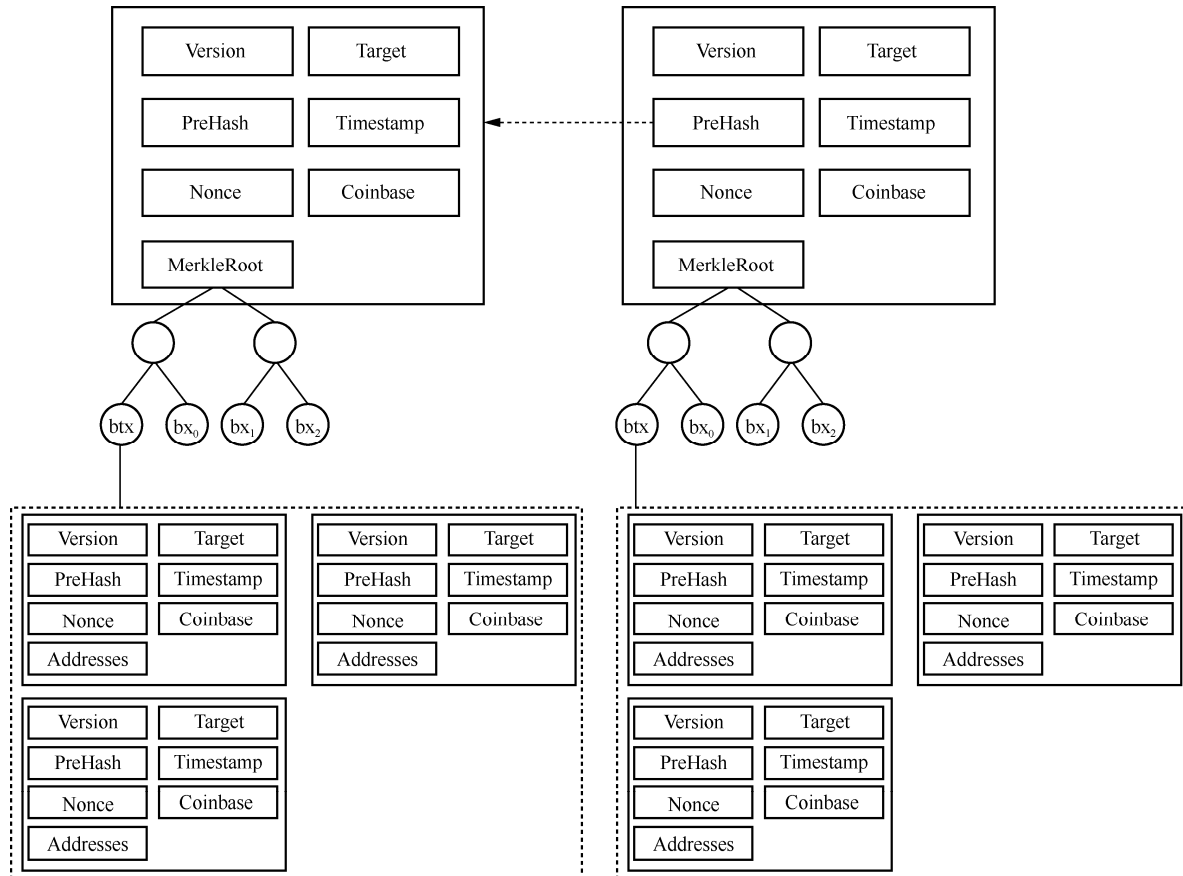 Version Target Version Target
PreHash Timestamp PreHash Timestamp
Nonce Coinbase Nonce Coinbase
MerkleRoot MerkleRoot
btx bx₀ bx₁ bx₂ btx bx₀ bx₁ bx₂
Version Target Version Target Version Target Version Target
PreHash Timestamp PreHash Timestamp PreHash Timestamp PreHash Timestamp
Nonce Coinbase Nonce Coinbase Nonce Coinbase Nonce Coinbase
Addresses Addresses Addresses Addresses
Version Target Version Target
PreHash Timestamp PreHash Timestamp
Nonce Coinbase Nonce Coinbase
Addresses Addresses